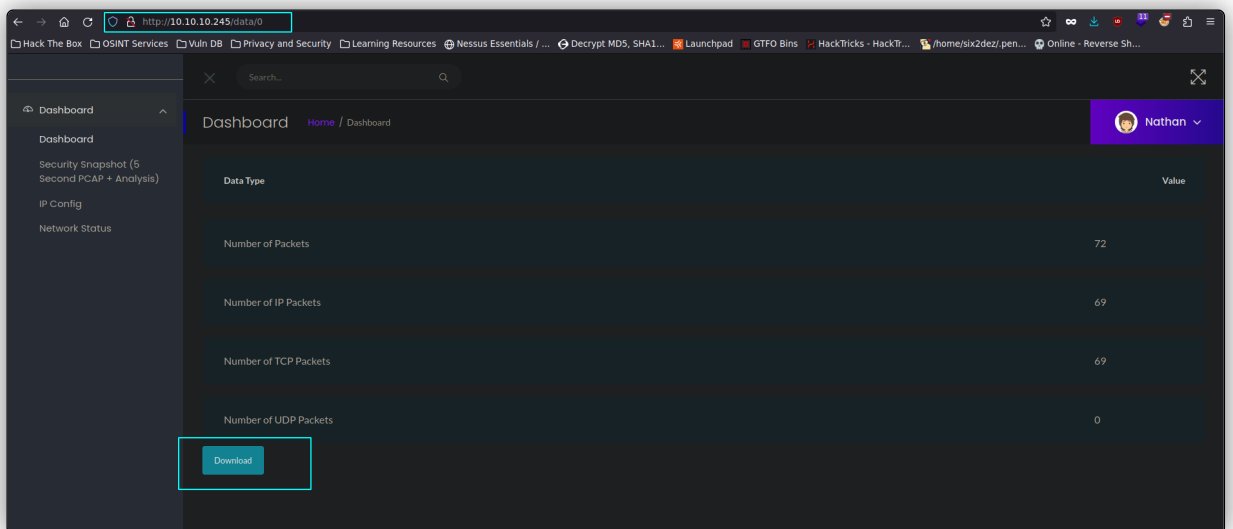 http://10.10.10.245/data/0
11
Hack The Box OSINT Services Vuln DB Privacy and Security Learning Resources Nessus Essentials / ... Decrypt MD5, SHA1... Launchpad GTFO Bins HackTricks - HackTr... /home/six2dez/.pen... Online - Reverse Sh...
Search...
Dashboard
Dashboard
Security Snapshot (5
Second PCAP + Analysis)
IP Config
Network Status
Dashboard Home / Dashboard
Nathan
Data Type Value
Number of Packets 72
Number of IP Packets 69
Number of TCP Packets 69
Number of UDP Packets 0
Download